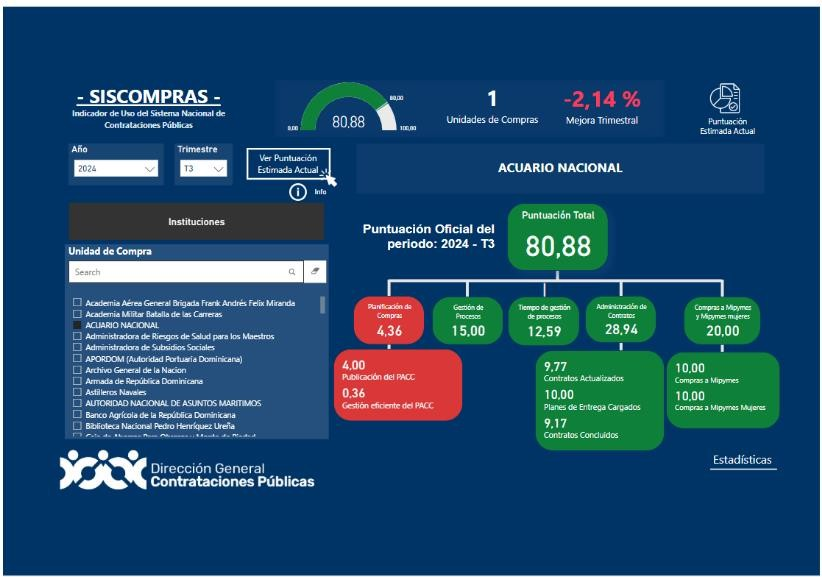 - SISCOMPRAS -
Indicador de Uso del Sistema Nacional de
Contrataciones Públicas
80,00
0,00
80,88
100,00
1
Unidades de Compras
-2,14 %
Mejora Trimestral
Puntuación
Estimada Actual
Año
2024
Trimestre
T3
Ver Puntuación
Estimada Actual
Info
ACUARIO NACIONAL
Instituciones
Unidad de Compra
Search
Academia Aérea General Brigada Frank Andrés Felix Miranda
Academia Militar Batalla de las Carreras
ACUARIO NACIONAL
Administradora de Riesgos de Salud para los Maestros
Administradora de Subsidios Sociales
APORDOM (Autoridad Portuaria Dominicana)
Archivo General de la Nacion
Armada de República Dominicana
Astilleros Navales
AUTORIDAD NACIONAL DE ASUNTOS MARITIMOS
Banco Agrícola de la República Dominicana
Biblioteca Nacional Pedro Henríquez Ureña
Puntuación Oficial del
periodo: 2024 - T3
Puntuación Total
80,88
Planificación de
Compras
4,36
Gestión de
Procesos
15,00
Tiempo de gestión
de procesos
12,59
Administración de
Contratos
28,94
Compras a Mipymes
y Mipymes mujeres
20,00
4,00
Publicación del PACC
0,36
Gestión eficiente del PACC
9,77
Contratos Actualizados
10,00
Planes de Entrega Cargados
9,17
Contratos Concluidos
10,00
Compras a Mipymes
10,00
Compras a Mipymes Mujeres
Dirección General
Contrataciones Públicas
Estadísticas